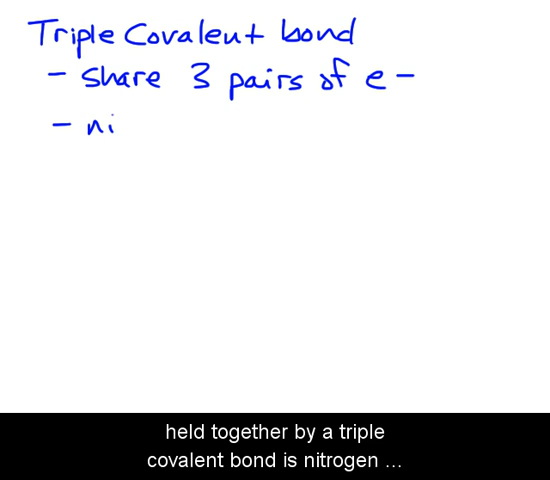 Triple Covalent bond
- share 3 pairs of e -
- ni
held together by a triple
covalent bond is nitrogen ...